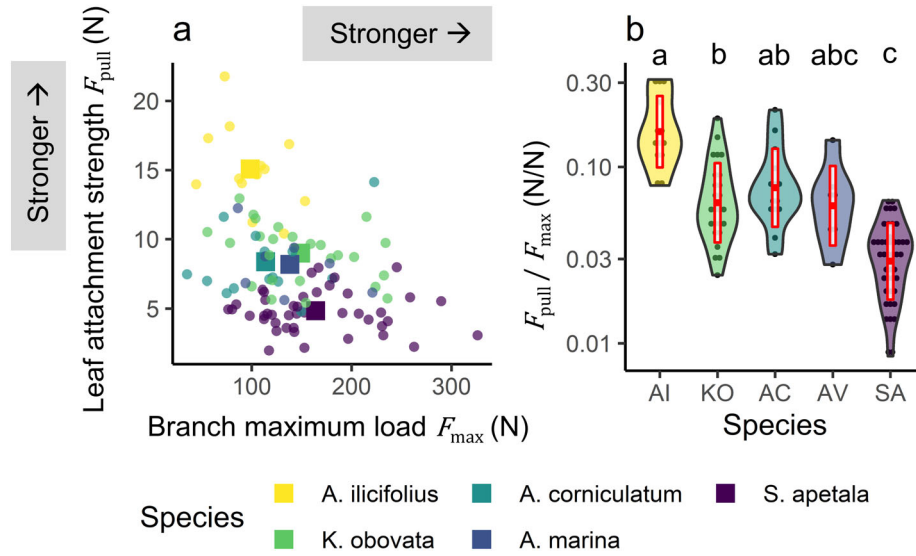 a
Stronger →
Stronger →
Leaf attachment strength Fpull (N)
20
15
10
5
100
200
300
Branch maximum load Fmax (N)
b
a
b
ab
abc
c
Fpull / Fmax (N/N)
0.30
0.10
0.03
0.01
AI
KO
AC
AV
SA
Species
Species
A. ilicifolius
A. corniculatum
S. apetala
K. obovata
A. marina